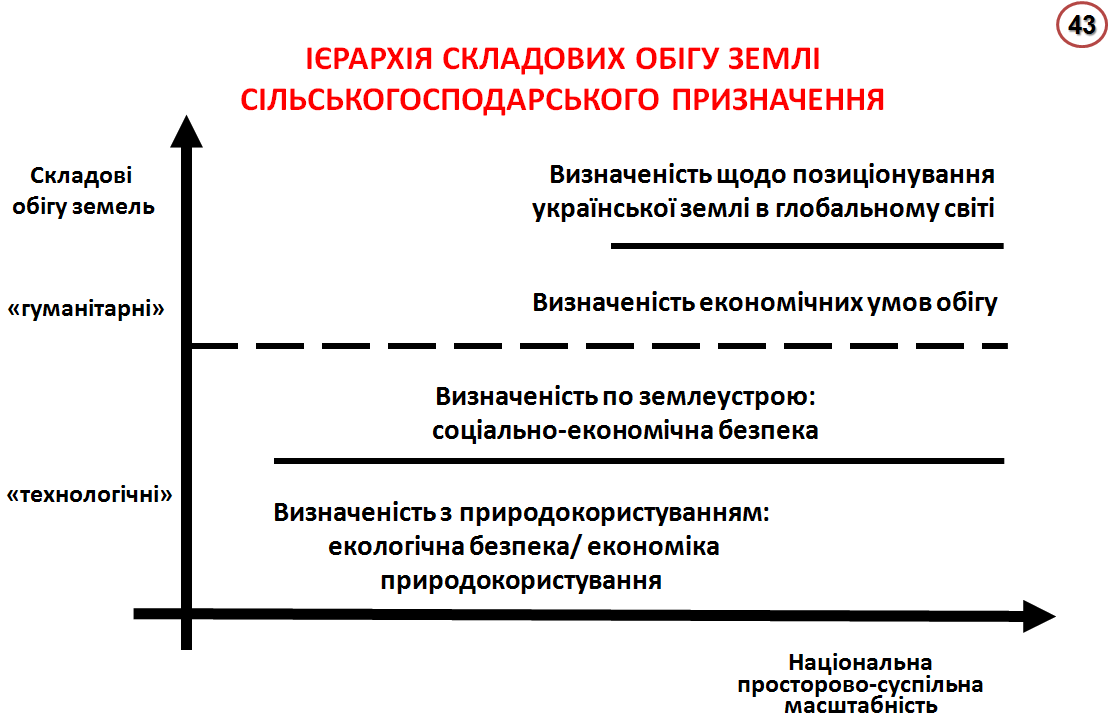 43
ІЄРАРХІЯ СКЛАДОВИХ ОБІГУ ЗЕМЛІ
СІЛЬСЬКОГОСПОДАРСЬКОГО ПРИЗНАЧЕННЯ
Складові
обігу земель
Визначеність щодо позиціонування
української землі в глобальному світі
«гуманітарні»
Визначеність економічних умов обігу
Визначеність по землеустрою:
соціально-економічна безпека
«технологічні»
Визначеність з природокористуванням:
екологічна безпека/ економіка
природокористування
Національна
просторово-суспільна
масштабність